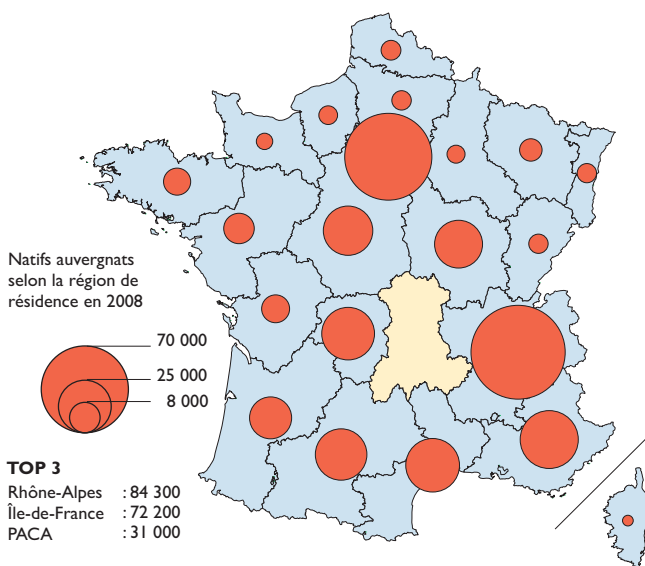 Natifs auvergnats
selon la région de
résidence en 2008
70 000
25 000
8 000
TOP 3
Rhône-Alpes : 84 300
Île-de-France : 72 200
PACA : 31 000